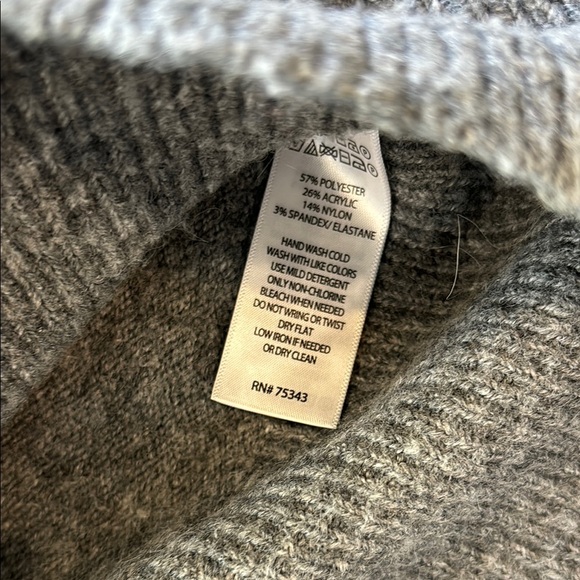 57% POLYESTER
26% ACRYLIC
14% NYLON
3% SPANDEX/ ELASTANE
HAND WASH COLD
WASH WITH LIKE COLORS
USE MILD DETERGENT
ONLY NON-CHLORINE
BLEACH WHEN NEEDED
DO NOT WRING OR TWIST
DRY FLAT
LOW IRON IF NEEDED
OR DRY CLEAN
RN# 75343